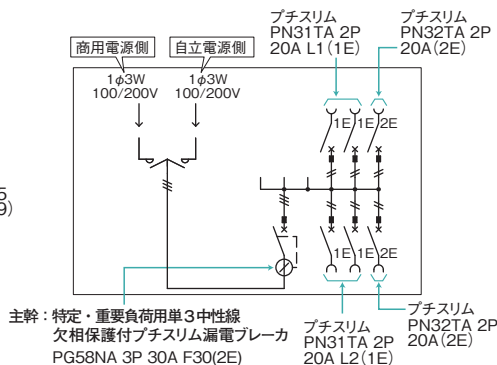 プチスリム
PN31TA 2P
20A L1(1E)
プチスリム
PN32TA 2P
20A(2E)
商用電源側
自立電源側
1φ3W
100/200V
1φ3W
100/200V
1E
1E
2E
9)
1E
1E
2E
主幹：特定・重要負荷用単3中性線
欠相保護付プチスリム漏電ブレーカ
PG58NA 3P 30A F30(2E)
プチスリム
PN31TA 2P
20A L2(1E)
プチスリム
PN32TA 2P
20A(2E)